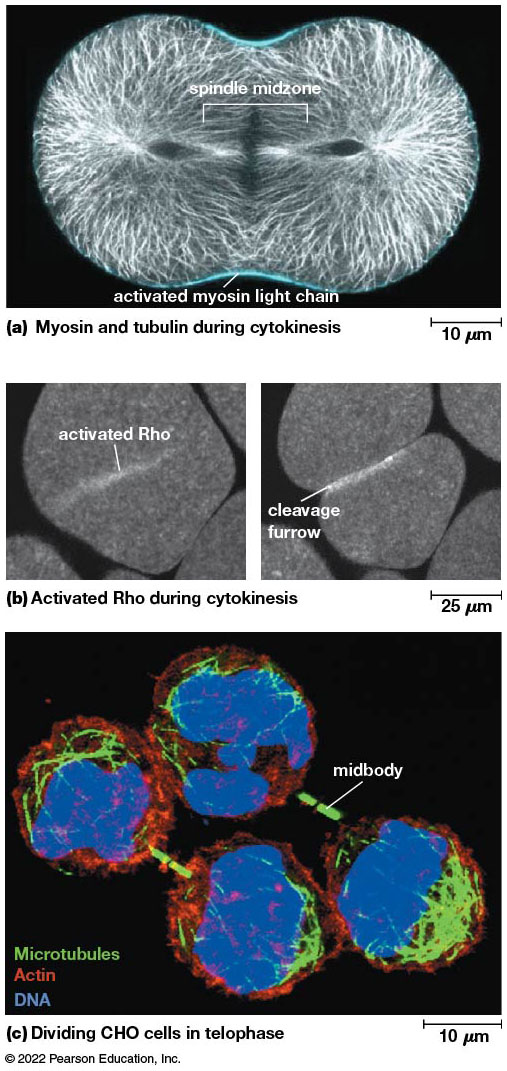 spindle midzone
activated myosin light chain
(a) Myosin and tubulin during cytokinesis
10 μm
activated Rho
cleavage
furrow
(b) Activated Rho during cytokinesis
25 μm
midbody
Microtubules
Actin
DNA
(c) Dividing CHO cells in telophase
10 μm
© 2022 Pearson Education, Inc.